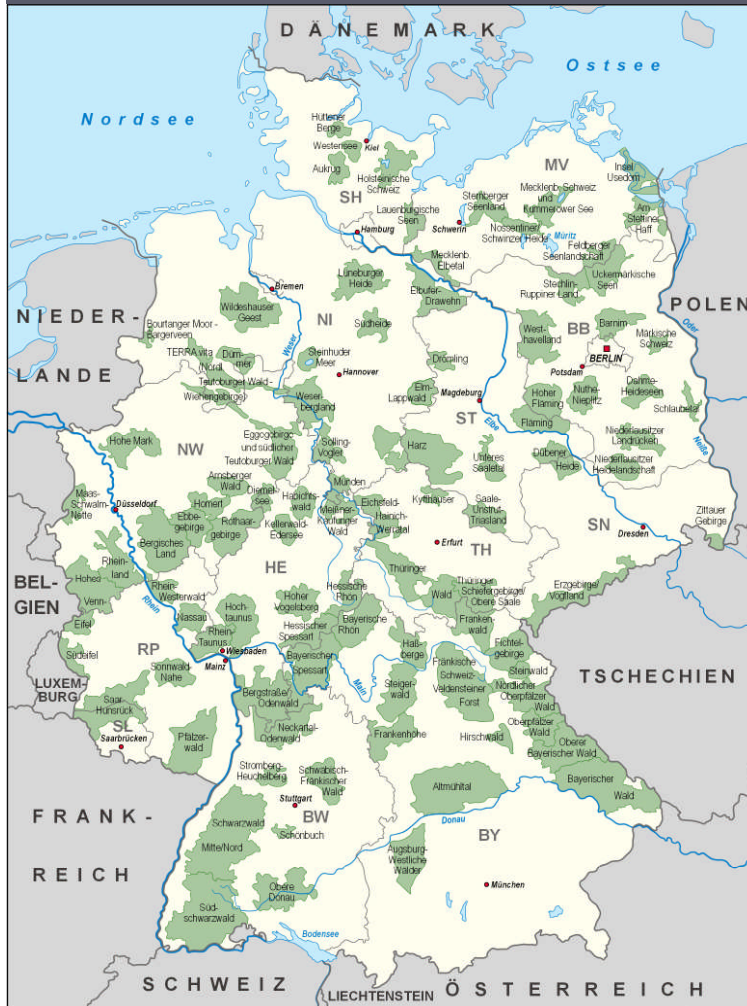 DÄNEMARK
Ostsee
Nordsee
Hüttener
Berge
Westensee
Kiel
Aukrug
Holsteinische
Schweiz
SH
MV
Insel
Usedom
Sternberger
Seenland
Mecklenb. Schweiz
und
Kummerower See
Am
Stettiner
Haff
Lauenburgische
Seen
Schwerin
Nossentiner/
Schwinzer Heide
Müritz
Hamburg
Mecklenb.
Elbetal
Feldberger
Seenlandschaft
Uckermärkische
Seen
Stechlin-
Ruppiner-Land
Lüneburger
Heide
Elbufer-
Drawehn
Bremen
Wildeshauser
Geest
NI
Südheide
Weser
NIEDER-
LANDE
POLEN
Oder
BB
Barnim
West-
havelland
Märkische
Schweiz
BERLIN
Potsdam
Bourtanger Moor -
Bargerveen
TERRA vita
(Nördl.
Teutoburger Wald -
Wiehengebirge)
Düm-
mer
Steinhuder
Meer
Hannover
Drömling
Elm-
Lappwald
Magdeburg
Hoher
Fläming
Nuthe-
Nieplitz
Dahme-
Heideseen
Schlaubetal
Weser-
bergland
ST
Elbe
Fläming
Niederlausitzer
Landrücken
Neiße
Hohe Mark
NW
Eggegebirge
und südlicher
Teutoburger Wald
Solling-
Vogler
Harz
Unteres
Saaletal
Dübener
Heide
Niederlausitzer
Heidelandschaft
Maas-
Schwalm-
Nette
Düsseldorf
Arnsberger
Wald
Homert
Diemel-
see
Habichts-
wald
Münden
Meißner-
Kaufunger
Wald
Eichsfeld-
Hainich-
Werratal
Kyffhäuser
Saale-
Unstrut-
Triasland
SN
Dresden
Zittauer
Gebirge
Ebbe-
gebirge
Rothaar-
gebirge
Kellerwald-
Edersee
Bergisches
Land
Erfurt
TH
BEL-
GIEN
Rhein-
land
Hohes
Venn-
Eifel
Rhein
Rhein-
Westerwald
HE
Thüringer
Wald
Thüringer
Schiefergebirge/
Obere Saale
Erzgebirge/
Vogtland
Nassau
Hoch-
taunus
Hoher
Vogelsberg
Hessische
Rhön
Bayerische
Rhön
Franken-
wald
Südeifel
RP
Rhein-
Taunus
Wiesbaden
Mainz
Hessischer
Spessart
Bayerischer
Spessart
Haß-
berge
Fichtel-
gebirge
Steinwald
TSCHECHIEN
LUXEM-
BURG
Soonwald-
Nahe
Main
Fränkische
Schweiz-
Veldensteiner
Forst
Nördlicher
Oberpfälzer
Wald
Saar-
Hunsrück
SL
Saarbrücken
Bergstraße/
Odenwald
Steiger-
wald
Oberpfälzer
Wald
Pfälzer-
wald
Neckartal-
Odenwald
Frankenhöhe
Hirschwald
Oberer
Bayerischer Wald
Stromberg-
Heuchelberg
Schwäbisch-
Fränkischer
Wald
Altmühltal
Bayerischer
Wald
FRANK-
REICH
Stuttgart
BW
Schönbuch
Schwarzwald
Mitte/Nord
Donau
BY
Augsburg-
Westliche
Wälder
Obere
Donau
München
Süd-
schwarzwald
Bodensee
SCHWEIZ
LIECHTENSTEIN
ÖSTERREICH